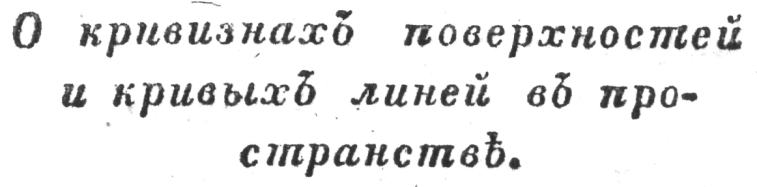 О кривизнахъ поверхностей
и кривыхъ линей въ про-
странствѣ.